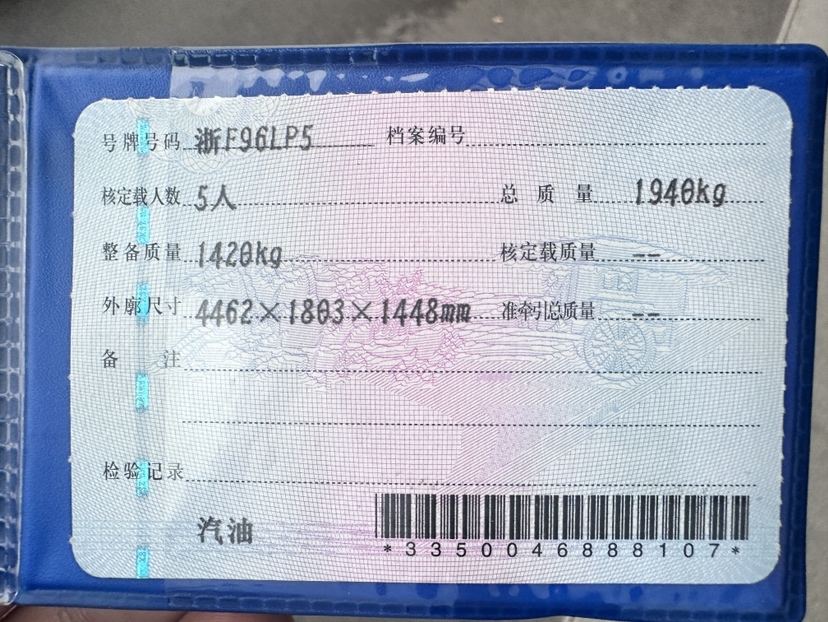 号牌号码 浙F96LP5 档案编号
核定载人数 5人 总质量 1940kg
整备质量 1420kg 核定载质量 --
外廓尺寸 4462×1803×1448mm 准牵引总质量 --
备注
检验记录
汽油
*3350046888107*